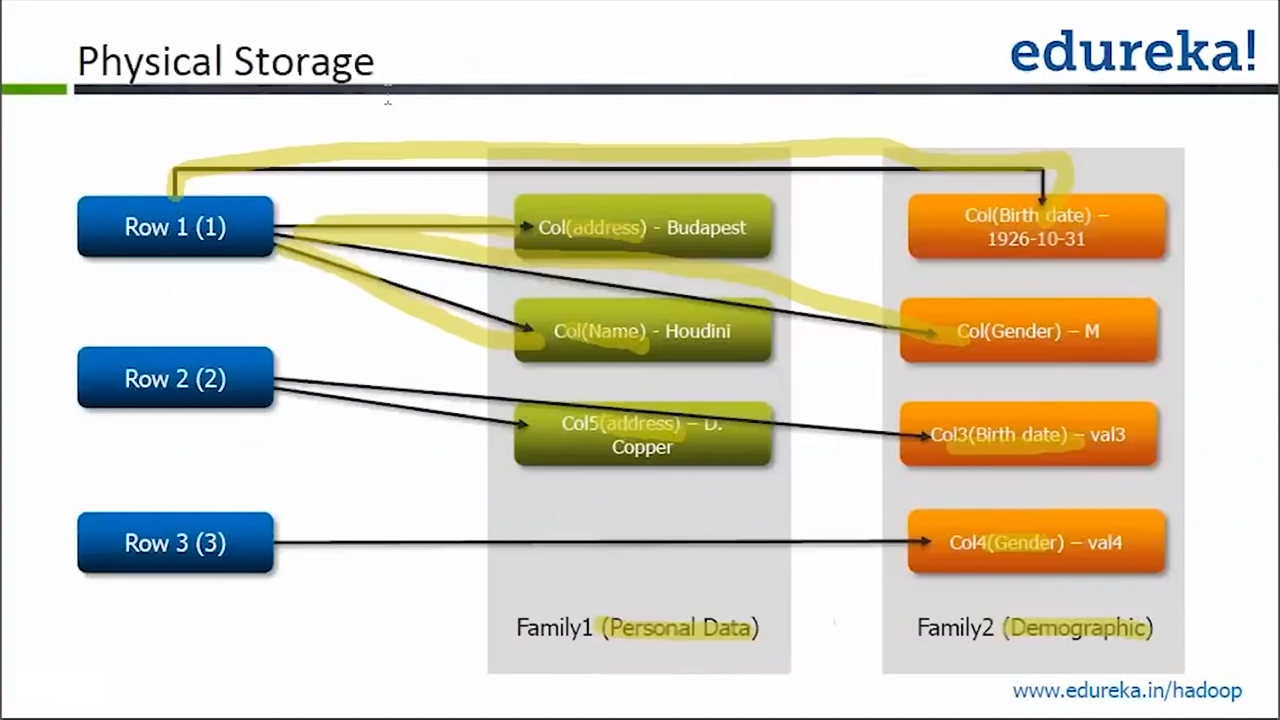 Physical Storage
edureka!
Row 1 (1)
Col(address) - Budapest
Col(Birth date) –
1926-10-31
Col(Name) - Houdini
Col(Gender) – M
Row 2 (2)
Col5(address) – D.
Copper
Col3(Birth date) – val3
Row 3 (3)
Col4(Gender) – val4
Family1 (Personal Data)
Family2 (Demographic)
www.edureka.in/hadoop